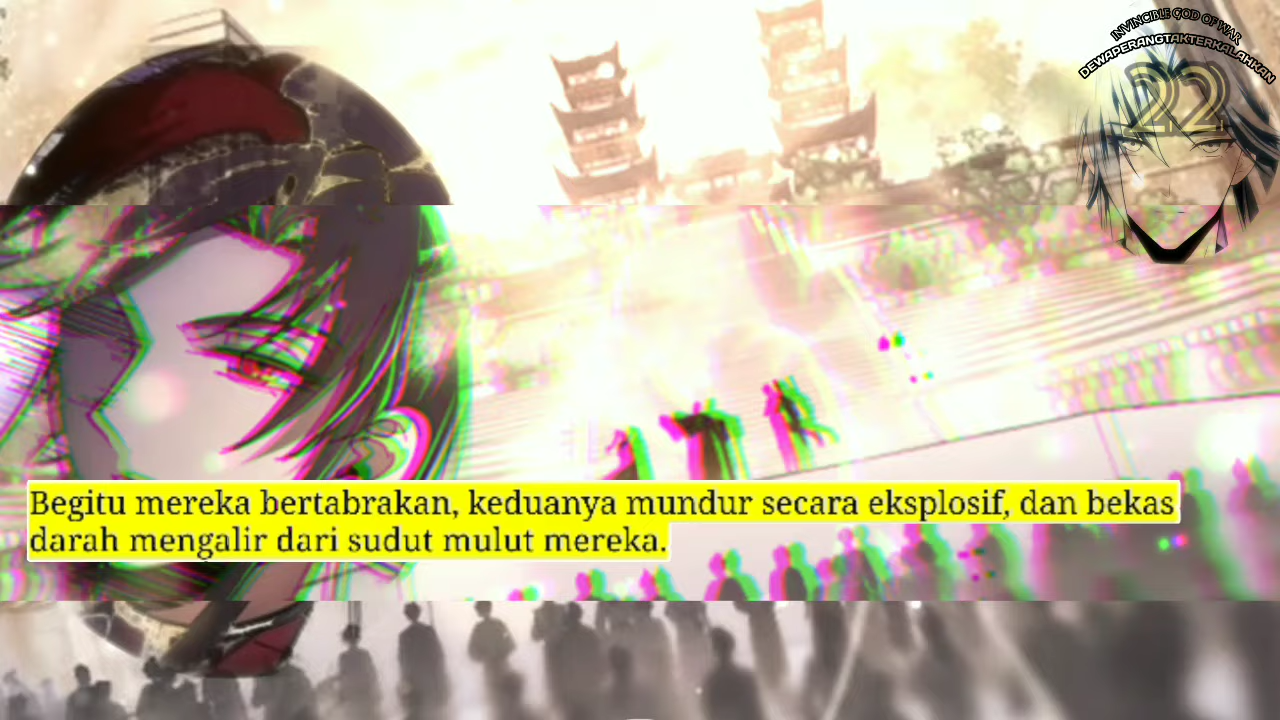 INVINCIBLE GOD OF WAR
DEWAPERANGTAKTERKALAHKAN
22
Begitu mereka bertabrakan, keduanya mundur secara eksplosif, dan bekas
darah mengalir dari sudut mulut mereka.